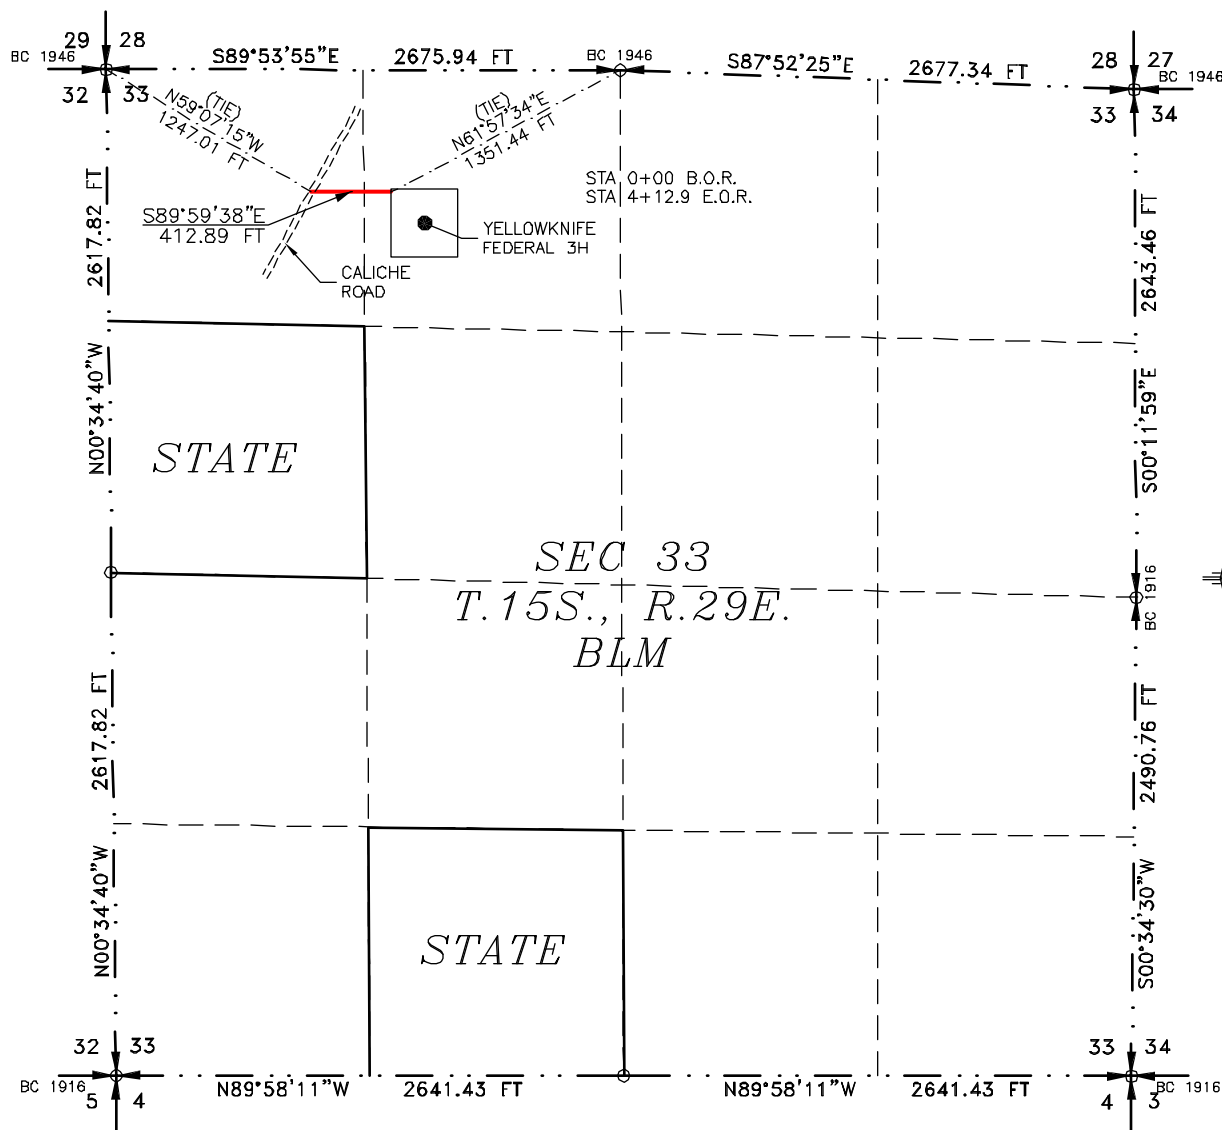 29 28
BC 1946
32 33
S89°53'55"E 2675.94 FT
BC 1946
S87°52'25"E 2677.34 FT
28 27
BC 1946
33 34
(TIE)
N59°07'15"W
1247.01 FT
(TIE)
N61°57'34"E
1351.44 FT
STA 0+00 B.O.R.
STA 4+12.9 E.O.R.
S89°59'38"E
412.89 FT
YELLOWKNIFE
FEDERAL 3H
CALICHE
ROAD
2617.82 FT
N00°34'40"W
2643.46 FT
S00°11'59"E
STATE
SEC 33
T.15S., R.29E.
BLM
BC 1916
2617.82 FT
N00°34'40"W
2490.76 FT
S00°34'30"W
STATE
32 33
BC 1916
5 4
N89°58'11"W 2641.43 FT
N89°58'11"W 2641.43 FT
33 34
BC 1916
4 3